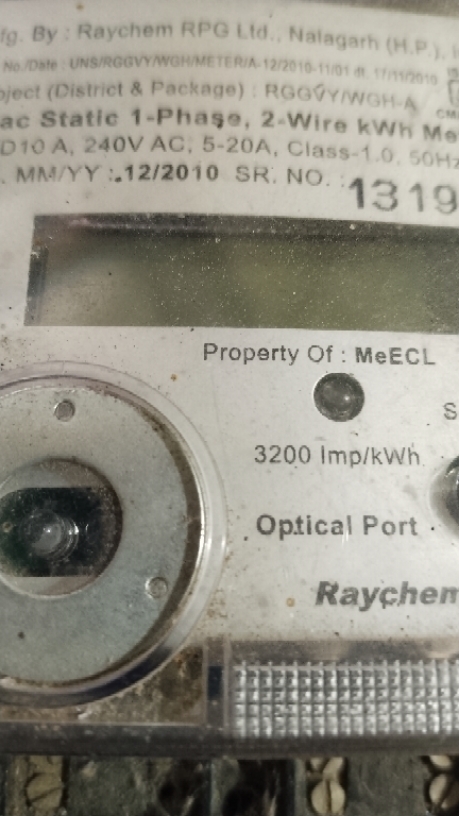 fg. By : Raychem RPG Ltd., Nalagarh (H.P.),
No./Date : UNS/RGGVY/WGH/METER/A-12/2010-11/01 dt. 17/11/2010
ject (District & Package) : RGGVY/WGH-A
ac Static 1-Phase, 2-Wire kWh Me
D10 A, 240V AC, 5-20A, Class-1.0, 50Hz
. MM/YY : 12/2010 SR. NO. : 1319
Property Of : MeECL
S
3200 Imp/kWh
Optical Port
Raychem